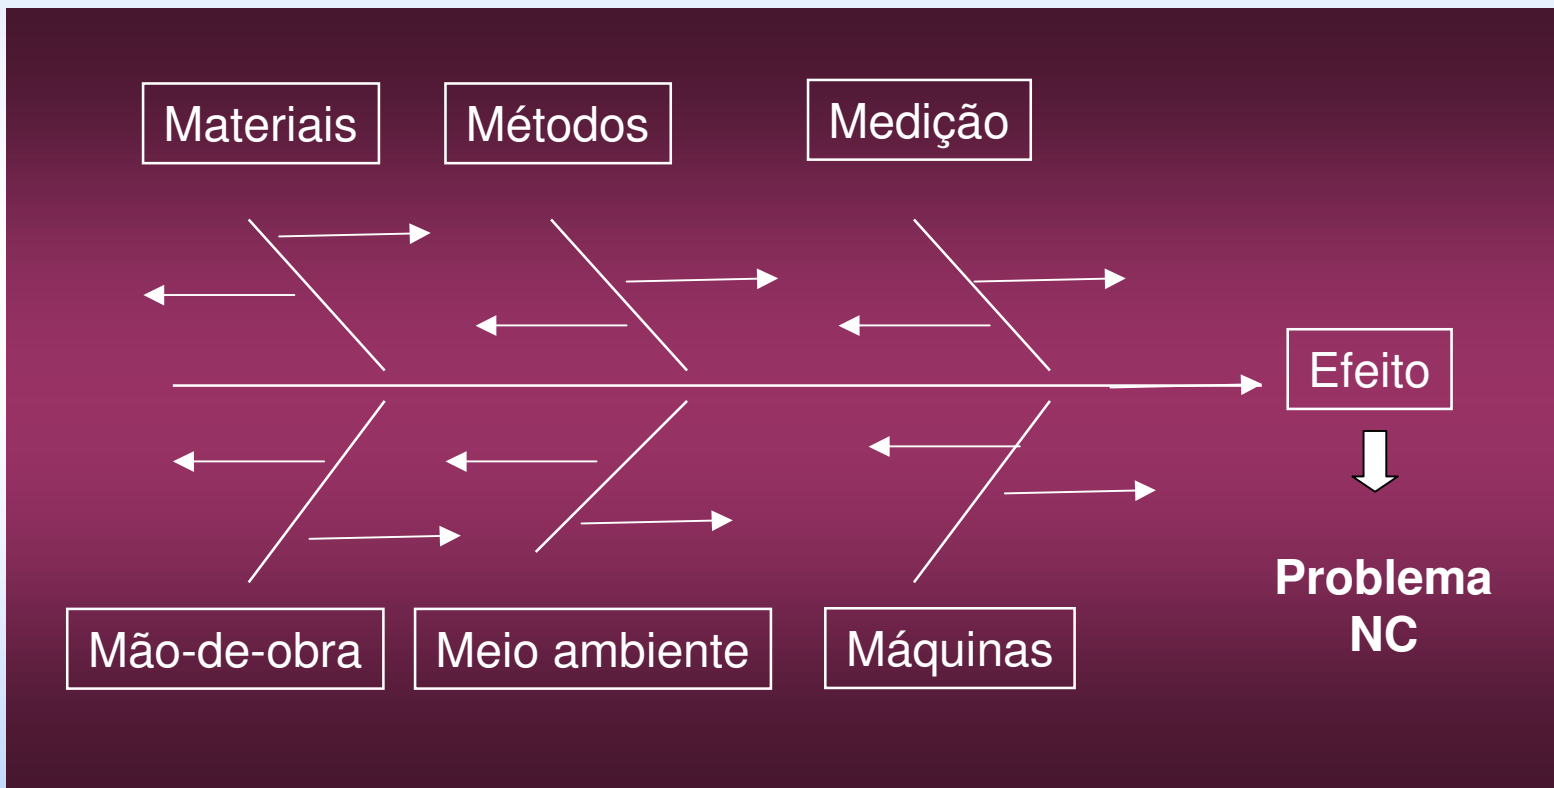 Materiais
Métodos
Medição
Efeito
Problema
NC
Mão-de-obra
Meio ambiente
Máquinas